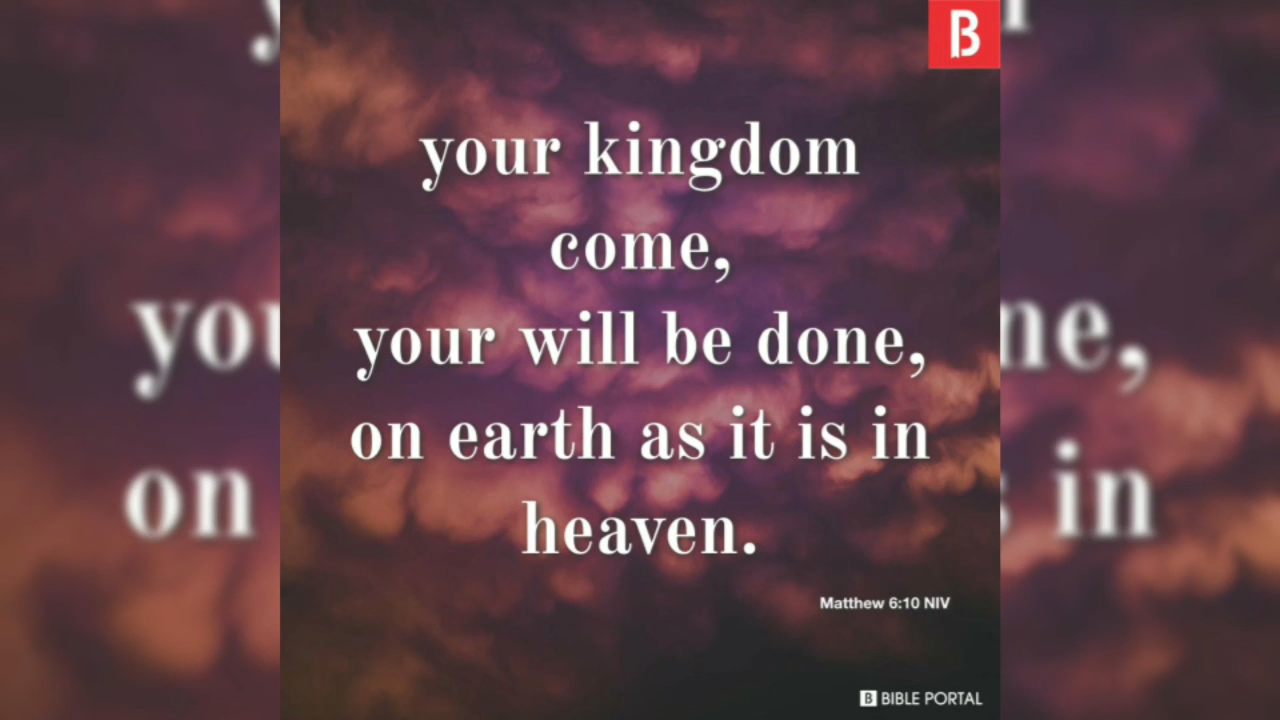 B
your kingdom
come,
your will be done,
on earth as it is in
heaven.
Matthew 6:10 NIV
B BIBLE PORTAL